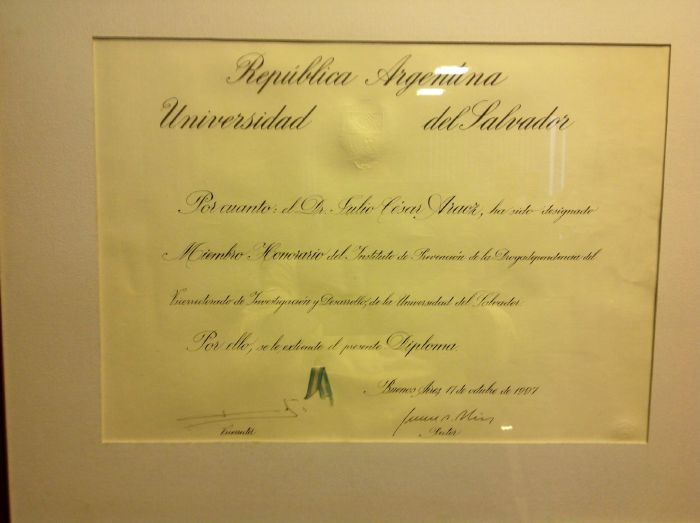 República Argentina
Universidad del Salvador
Por cuanto: el Dr. Julio César Araoz, ha sido designado
Miembro Honorario del Instituto de Prevención de la Drogadependencia del
Vicerrectorado de Investigación y Desarrollo, de la Universidad del Salvador.
Por ello, se le extiende el presente Diploma.
Buenos Aires, 17 de octubre de 1997
Vicerrector Rector